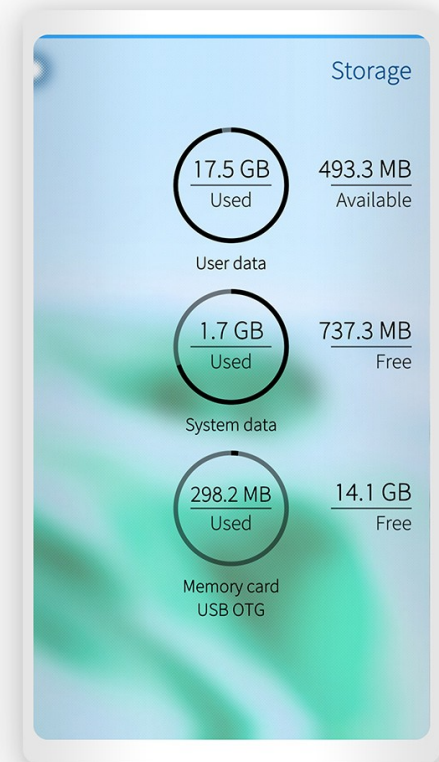 Storage
17.5 GB
Used
493.3 MB
Available
User data
1.7 GB
Used
737.3 MB
Free
System data
298.2 MB
Used
14.1 GB
Free
Memory card
USB OTG